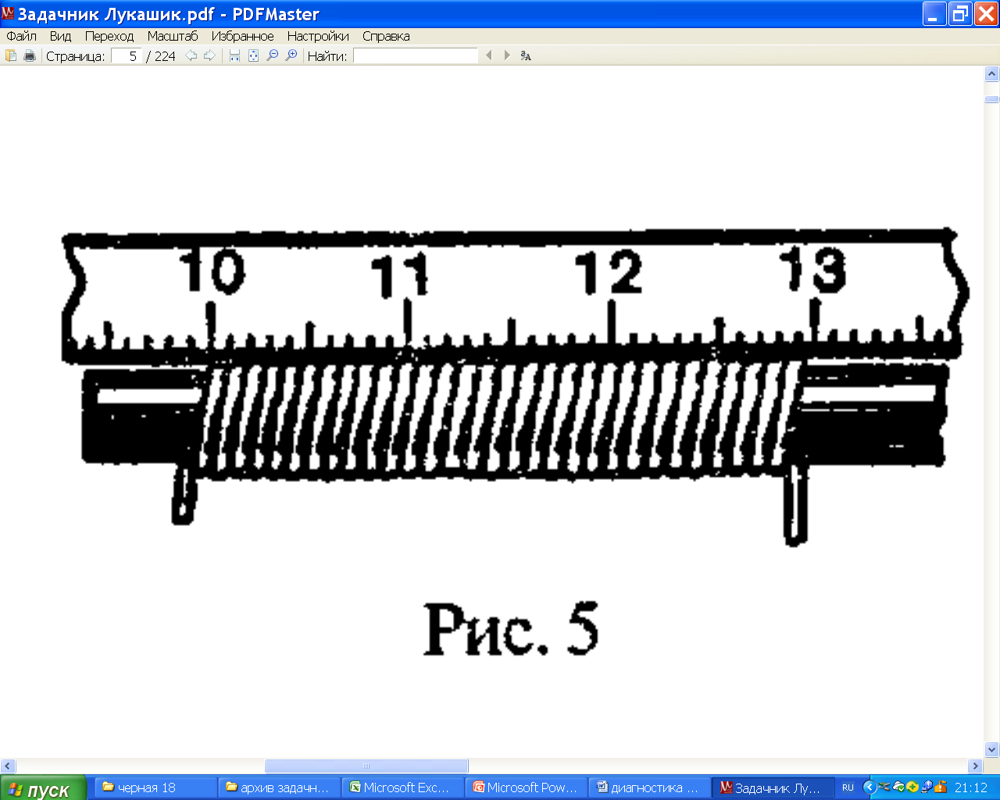 Задачник Лукашик.pdf - PDFMaster
Файл Вид Переход Масштаб Избранное Настройки Справка
Страница: 5 / 224 Найти:
10 11 12 13
Рис. 5
пуск черная 18 архив задачн... Microsoft Exc... Microsoft Pow... диагностика ... Задачник Лу... RU 21:12